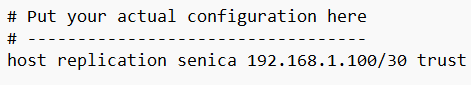 # Put your actual configuration here
# ----------------------------------
host replication senica 192.168.1.100/30 trust